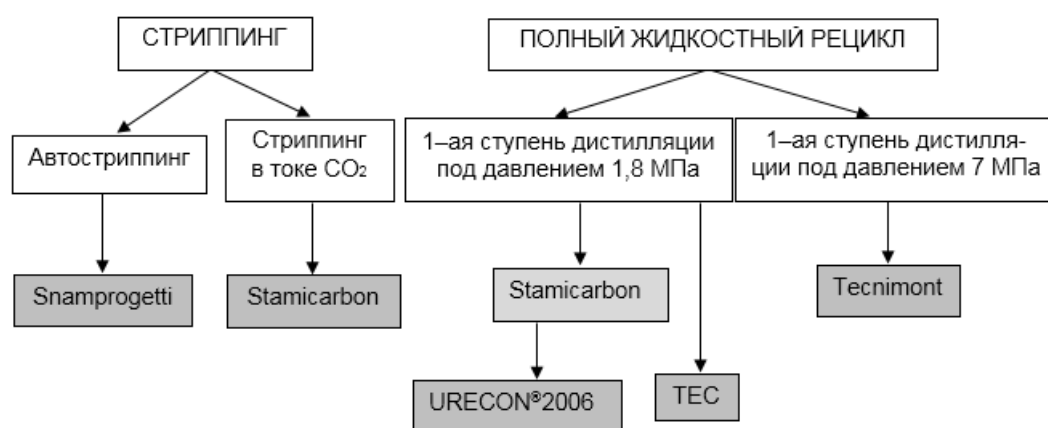 СТРИППИНГ
ПОЛНЫЙ ЖИДКОСТНЫЙ РЕЦИКЛ
Автостриппинг
Стриппинг
в токе CO₂
1–ая ступень дистилляции
под давлением 1,8 МПа
1–ая ступень дистилля-
ции под давлением 7 МПа
Snamprogetti
Stamicarbon
Stamicarbon
Tecnimont
URECON®2006
TEC